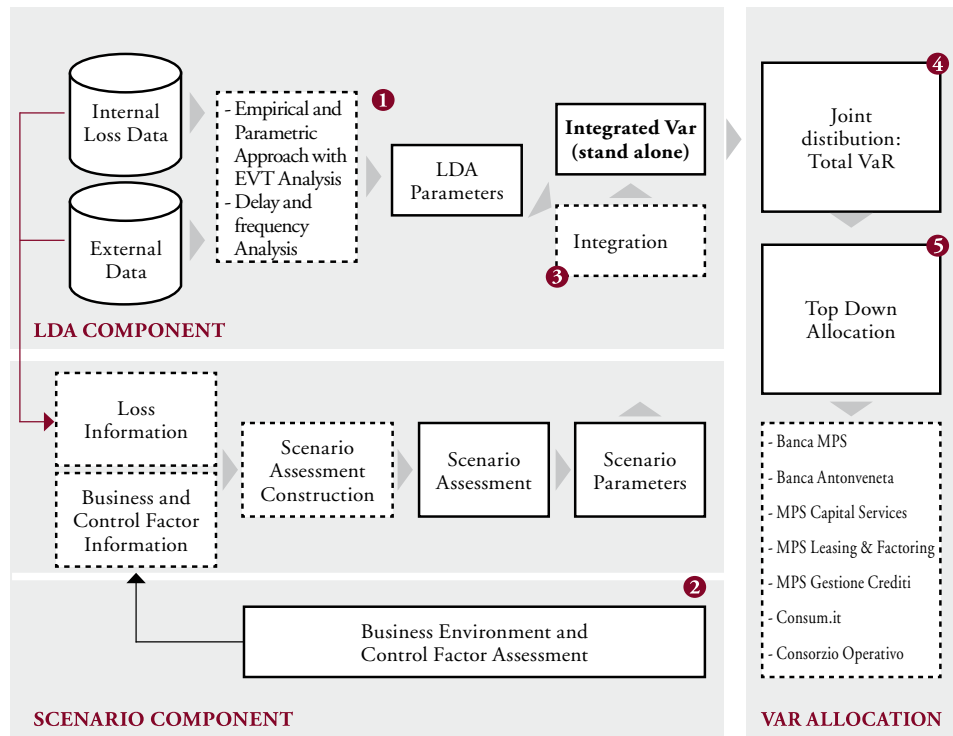 Internal
Loss Data
External
Data
1
- Empirical and
Parametric
Approach with
EVT Analysis
- Delay and
frequency
Analysis
LDA
Parameters
Integrated Var
(stand alone)
Integration
3
LDA COMPONENT
Loss
Information
Business and
Control Factor
Information
Scenario
Assessment
Construction
Scenario
Assessment
Scenario
Parameters
2
Business Environment and
Control Factor Assessment
SCENARIO COMPONENT
4
Joint
distibution:
Total VaR
5
Top Down
Allocation
- Banca MPS
- Banca Antonveneta
- MPS Capital Services
- MPS Leasing & Factoring
- MPS Gestione Crediti
- Consum.it
- Consorzio Operativo
VAR ALLOCATION